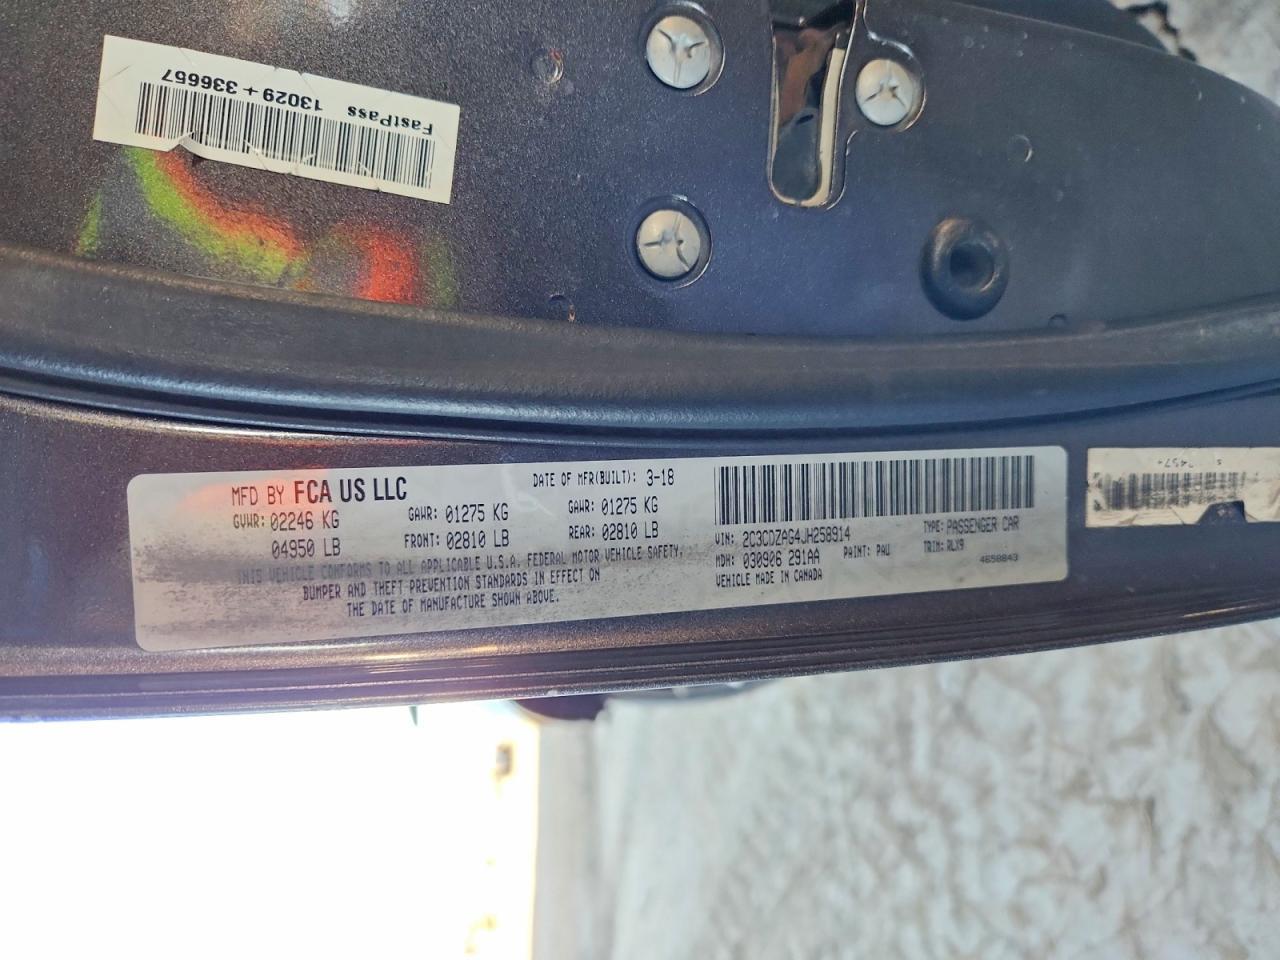 FastPass 13029 + 336657
MFD BY FCA US LLC
DATE OF MFR(BUILT): 3-18
GVWR: 02246 KG
04950 LB
GAWR: 01275 KG
FRONT: 02810 LB
GAWR: 01275 KG
REAR: 02810 LB
THIS VEHICLE CONFORMS TO ALL APPLICABLE U.S.A. FEDERAL MOTOR VEHICLE SAFETY,
BUMPER AND THEFT PREVENTION STANDARDS IN EFFECT ON
THE DATE OF MANUFACTURE SHOWN ABOVE.
VIN: 2C3CDZAG4JH258914
TYPE: PASSENGER CAR
MDH: 030906 291AA
PAINT: PAU
TRIM: RLX9
VEHICLE MADE IN CANADA
4658843